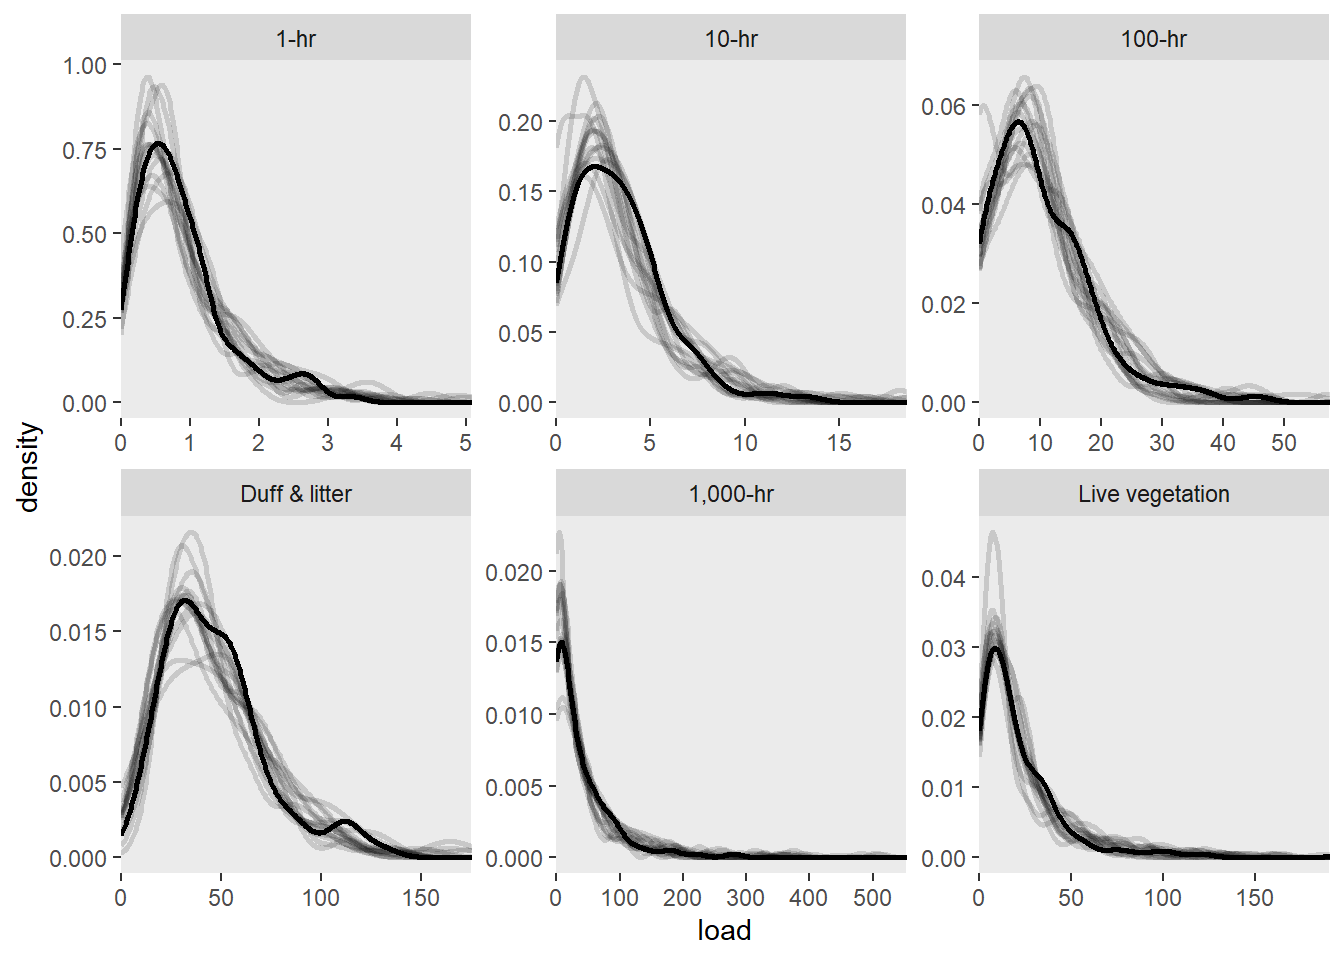 1-hr
10-hr
100-hr
1.00
0.75
0.50
0.25
0.00
0.20
0.15
0.10
0.05
0.00
0.06
0.04
0.02
0.00
0 1 2 3 4 5
0 5 10 15
0 10 20 30 40 50
density
Duff & litter
1,000-hr
Live vegetation
0.020
0.015
0.010
0.005
0.000
0.020
0.015
0.010
0.005
0.000
0.04
0.03
0.02
0.01
0.00
0 50 100 150
0 100 200 300 400 500
0 50 100 150
load